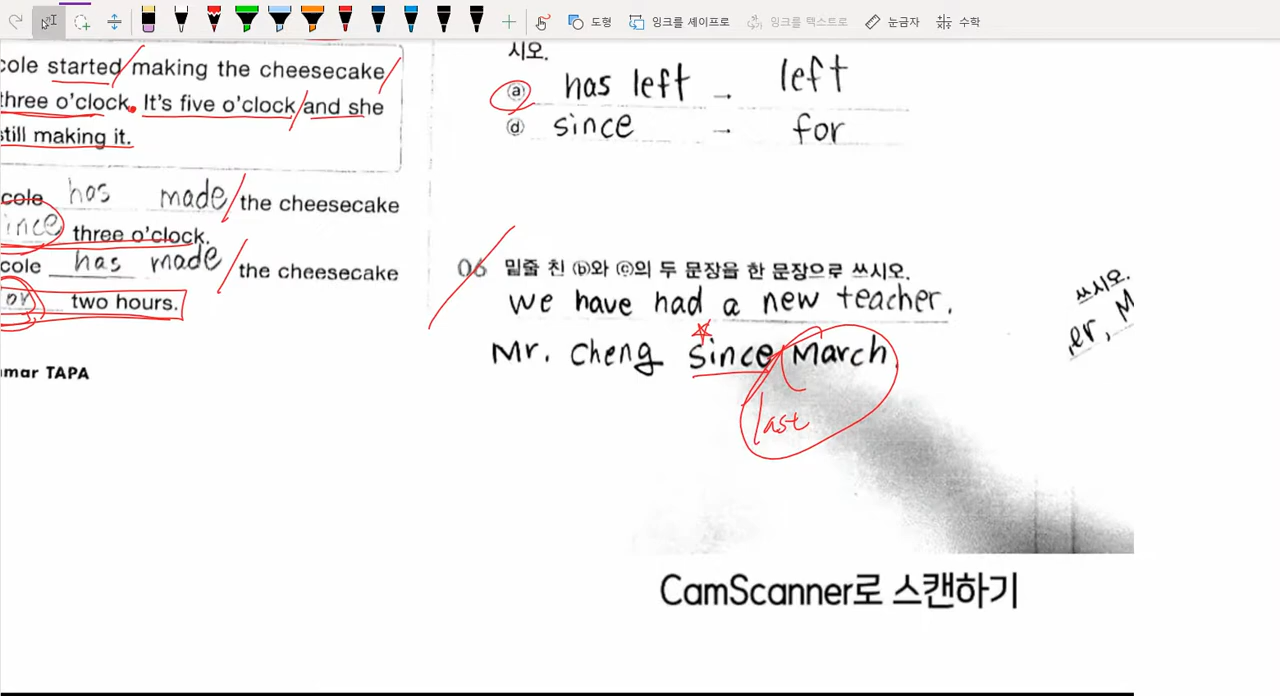 도형
잉크를 셰이프로
잉크를 텍스트로
눈금자
수학
cole started making the cheesecake
three o'clock. It's five o'clock and she
still making it.
cole has made the cheesecake
ince three o'clock.
cole has made the cheesecake
or two hours.
mar TAPA
시오.
ⓐ has left → left
ⓓ since → for
06 밑줄 친 ⓑ와 ⓒ의 두 문장을 한 문장으로 쓰시오.
we have had a new teacher.
Mr. Cheng since March.
last
쓰시오.
er, M
CamScanner로 스캔하기